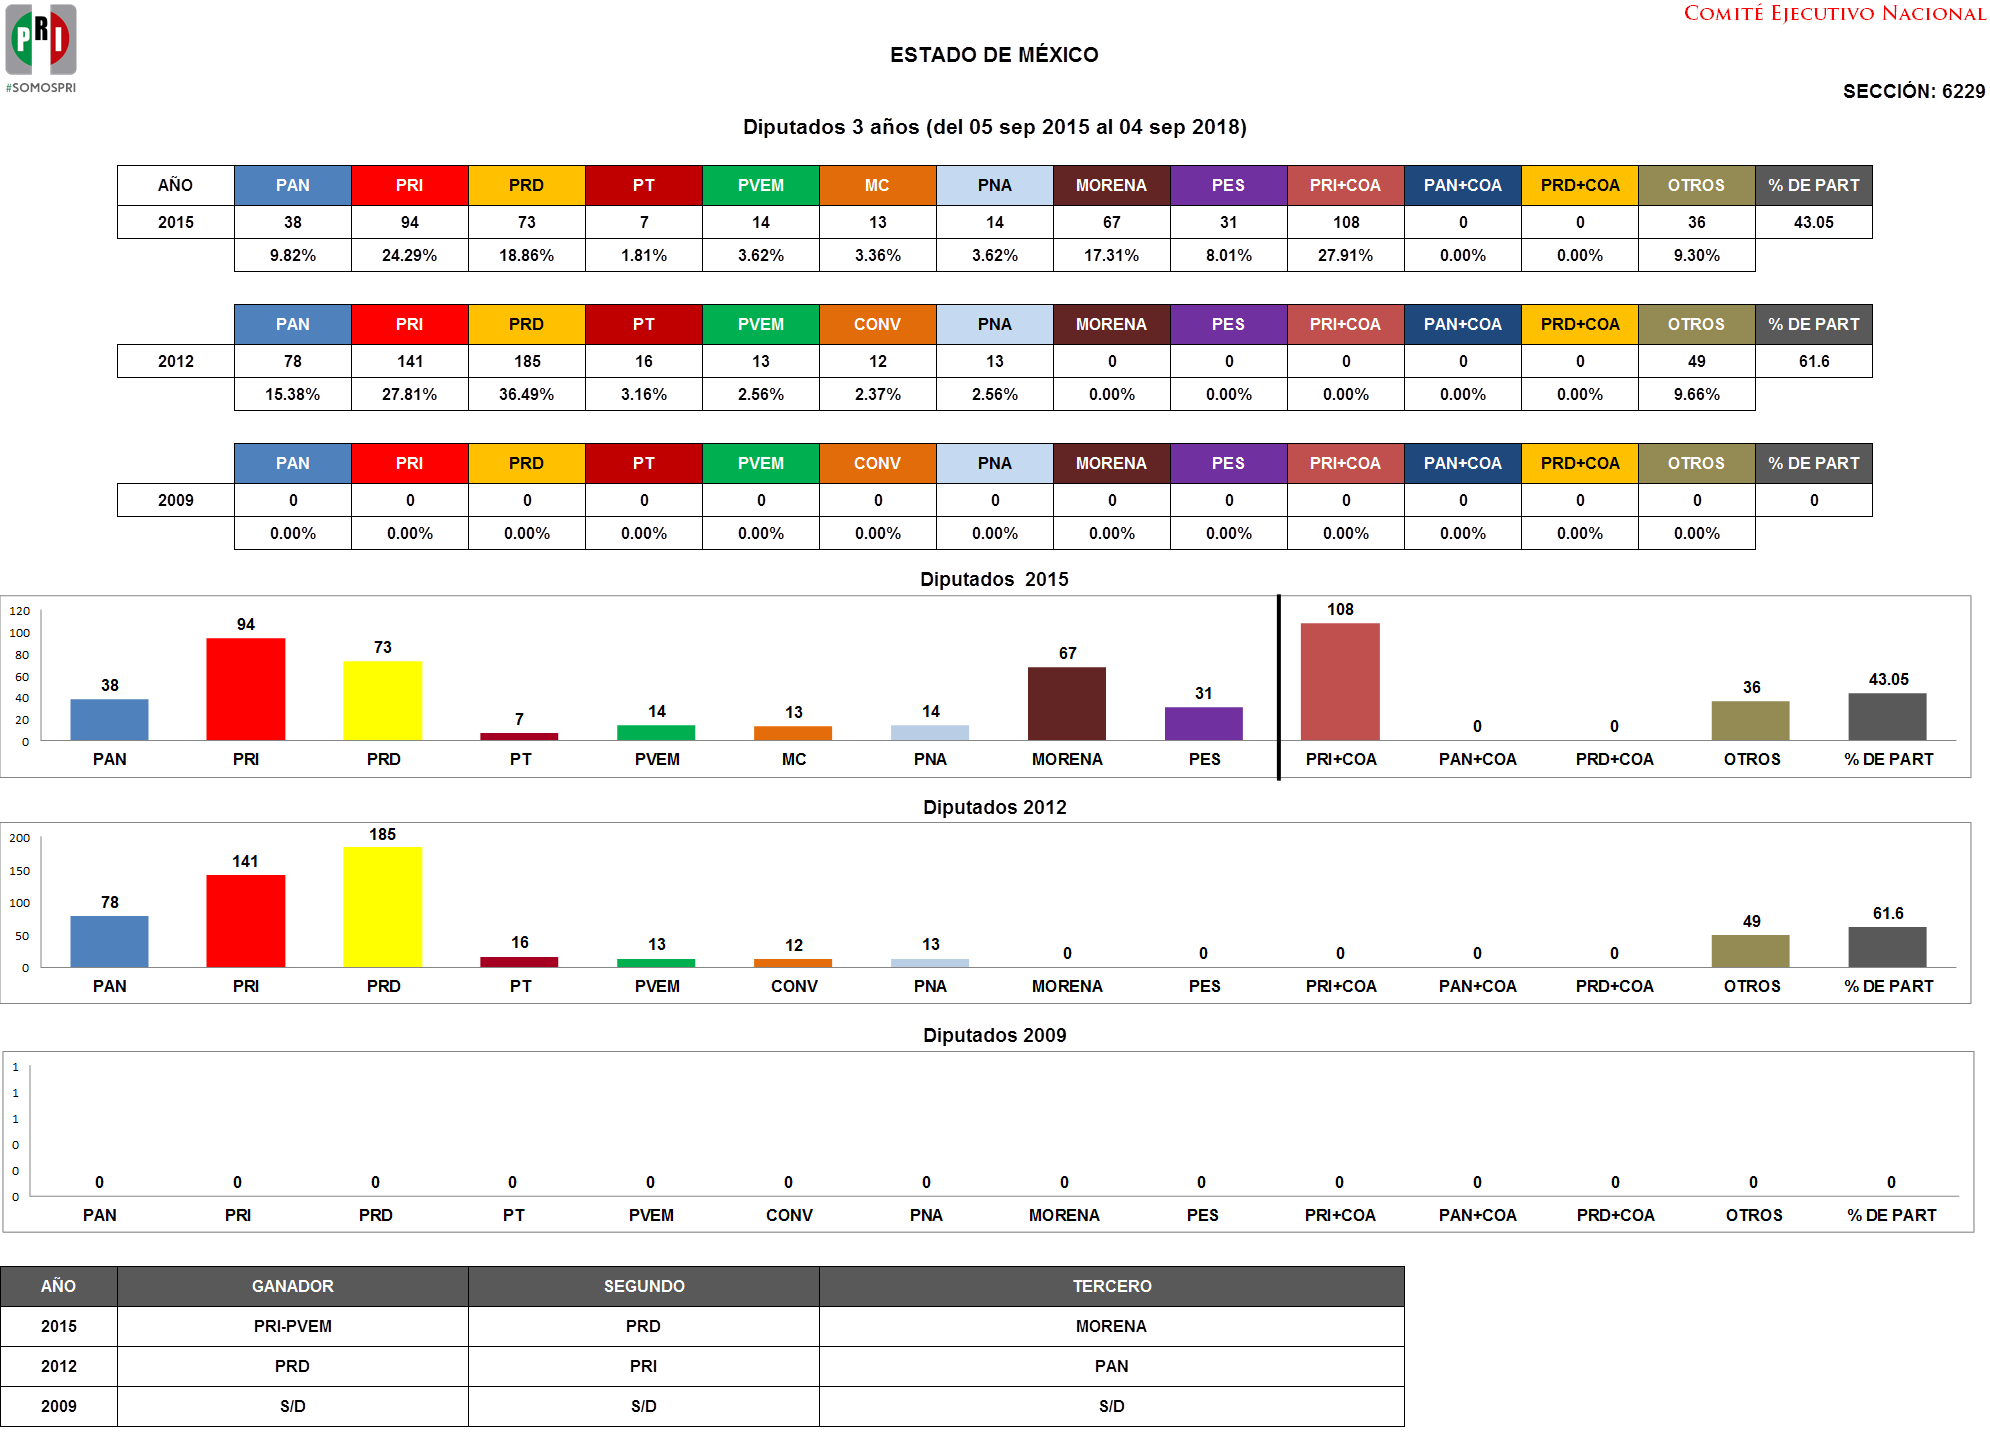 PRI
#SOMOSPRI
COMITÉ EJECUTIVO NACIONAL
ESTADO DE MÉXICO
SECCIÓN: 6229
Diputados 3 años (del 05 sep 2015 al 04 sep 2018)
AÑO PAN PRI PRD PT PVEM MC PNA MORENA PES PRI+COA PAN+COA PRD+COA OTROS % DE PART
2015 38 94 73 7 14 13 14 67 31 108 0 0 36 43.05
9.82% 24.29% 18.86% 1.81% 3.62% 3.36% 3.62% 17.31% 8.01% 27.91% 0.00% 0.00% 9.30%
PAN PRI PRD PT PVEM CONV PNA MORENA PES PRI+COA PAN+COA PRD+COA OTROS % DE PART
2012 78 141 185 16 13 12 13 0 0 0 0 0 49 61.6
15.38% 27.81% 36.49% 3.16% 2.56% 2.37% 2.56% 0.00% 0.00% 0.00% 0.00% 0.00% 9.66%
PAN PRI PRD PT PVEM CONV PNA MORENA PES PRI+COA PAN+COA PRD+COA OTROS % DE PART
2009 0 0 0 0 0 0 0 0 0 0 0 0 0 0
0.00% 0.00% 0.00% 0.00% 0.00% 0.00% 0.00% 0.00% 0.00% 0.00% 0.00% 0.00% 0.00%
Diputados 2015
120
100
80
60
40
20
0
38 94 73 7 14 13 14 67 31 108 0 0 36 43.05
PAN PRI PRD PT PVEM MC PNA MORENA PES PRI+COA PAN+COA PRD+COA OTROS % DE PART
Diputados 2012
200
150
100
50
0
78 141 185 16 13 12 13 0 0 0 0 0 49 61.6
PAN PRI PRD PT PVEM CONV PNA MORENA PES PRI+COA PAN+COA PRD+COA OTROS % DE PART
Diputados 2009
1
1
1
0
0
0
0 0 0 0 0 0 0 0 0 0 0 0 0 0
PAN PRI PRD PT PVEM CONV PNA MORENA PES PRI+COA PAN+COA PRD+COA OTROS % DE PART
AÑO GANADOR SEGUNDO TERCERO
2015 PRI-PVEM PRD MORENA
2012 PRD PRI PAN
2009 S/D S/D S/D